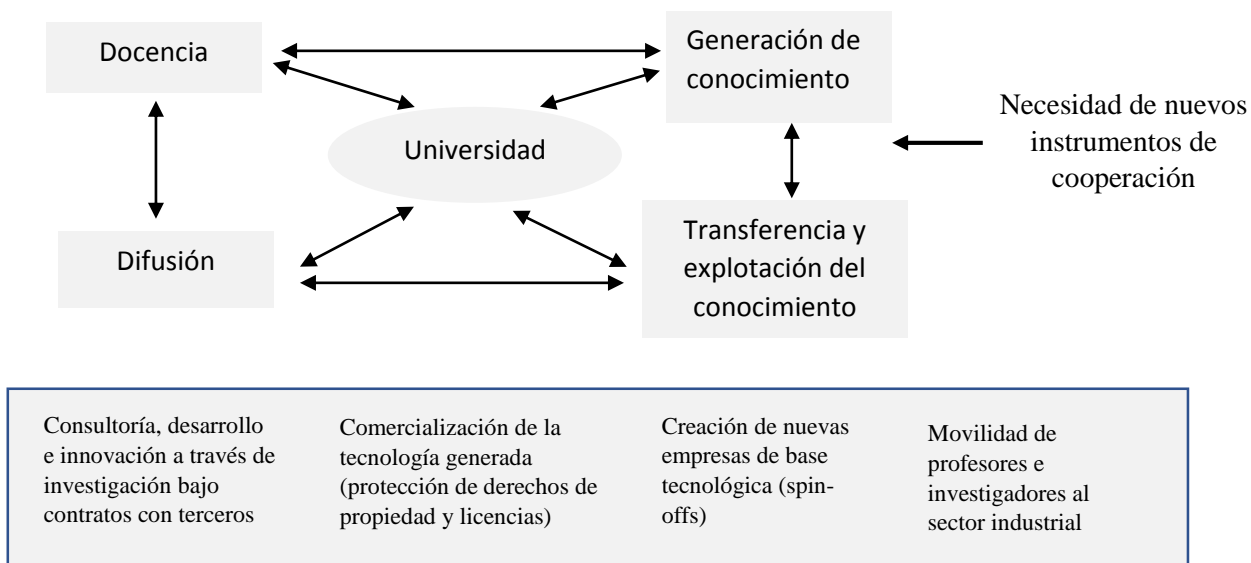 Docencia
Generación de
conocimiento
Necesidad de nuevos
instrumentos de
cooperación
Universidad
Difusión
Transferencia y
explotación del
conocimiento
Consultoría, desarrollo
e innovación a través de
investigación bajo
contratos con terceros
Comercialización de la
tecnología generada
(protección de derechos de
propiedad y licencias)
Creación de nuevas
empresas de base
tecnológica (spin-
offs)
Movilidad de
profesores e
investigadores al
sector industrial